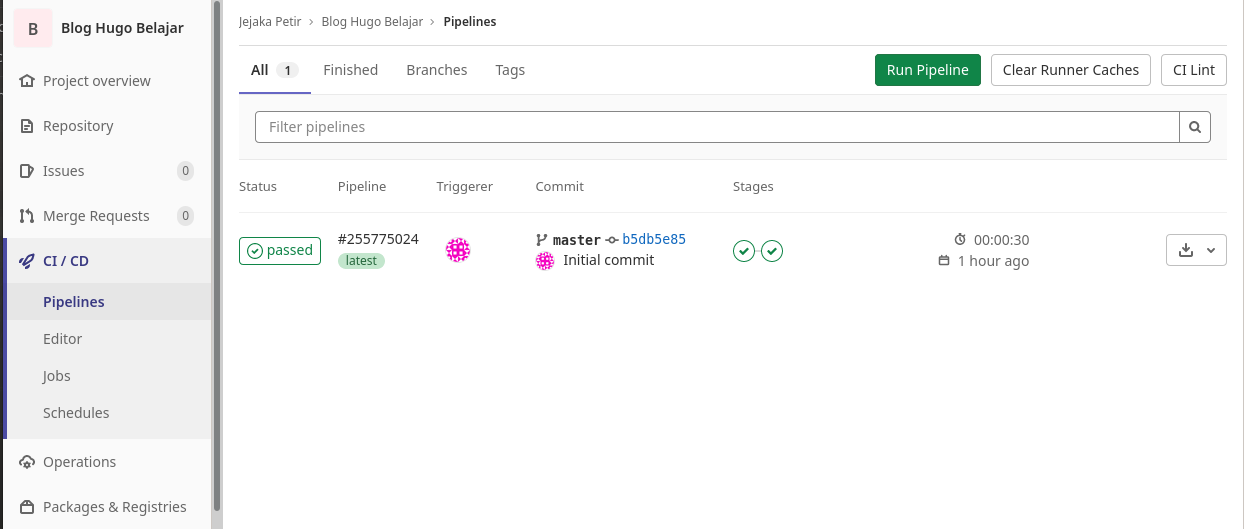 B Blog Hugo Belajar
Project overview
Repository
Issues 0
Merge Requests 0
CI / CD
Pipelines
Editor
Jobs
Schedules
Operations
Packages & Registries
Jejaka Petir › Blog Hugo Belajar › Pipelines
All 1 Finished Branches Tags Run Pipeline Clear Runner Caches CI Lint
Filter pipelines
Status Pipeline Triggerer Commit Stages
passed #255775024 master b5db5e85 00:00:30
latest Initial commit 1 hour ago